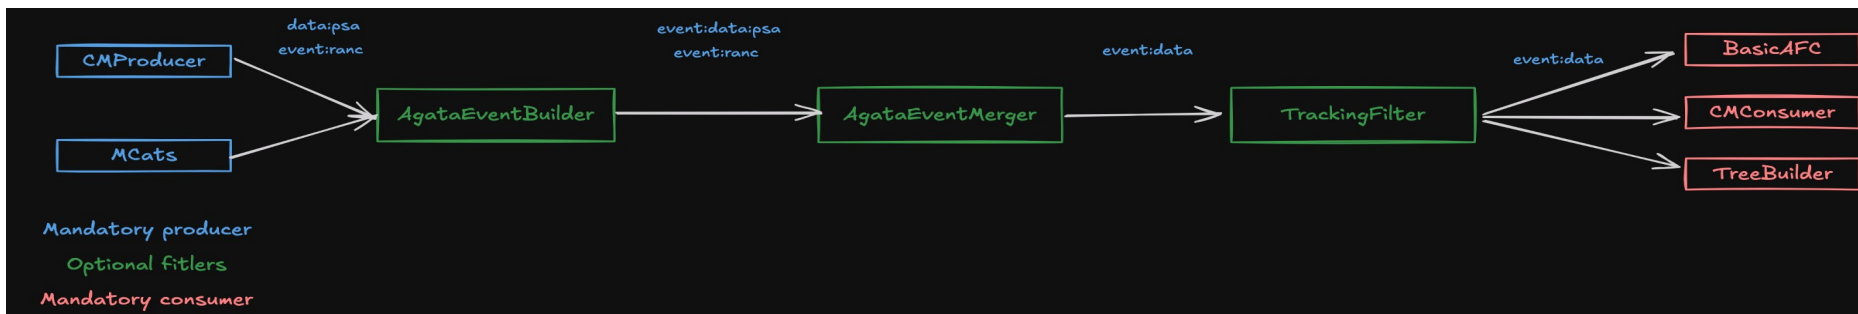 CMProducer
MCats
data:psa
event:ranc
AgataEventBuilder
event:data:psa
event:ranc
AgataEventMerger
event:data
TrackingFilter
event:data
BasicAFC
CMConsumer
TreeBuilder
Mandatory producer
Optional fitlers
Mandatory consumer